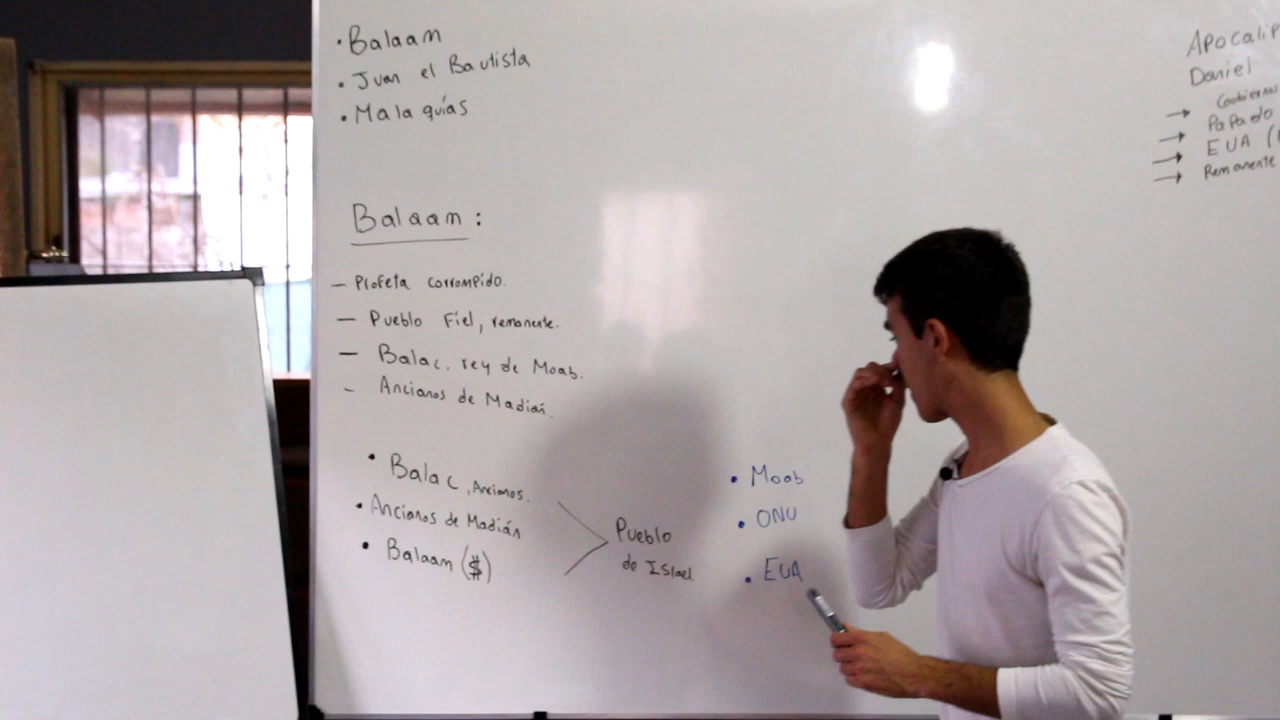 • Balaam
• Juan el Bautista
• Malaquías
Balaam:
— Profeta corrompido.
— Pueblo Fiel, remanente.
— Balac, rey de Moab.
- Ancianos de Madián.
• Balac, Ancianos.
• Ancianos de Madián
• Balaam ($)
Pueblo
de Israel.
• Moab
• ONU
• EUA
Apocalip
Daniel
→ Gobiernos
→ Papado
→ EUA (
→ Remanente